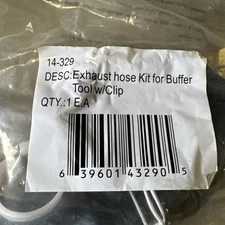 14-329
DESC:Exhaust hose Kit for Buffer
Tool w/Clip
QTY.:1 E.A
6 39601 43290 5